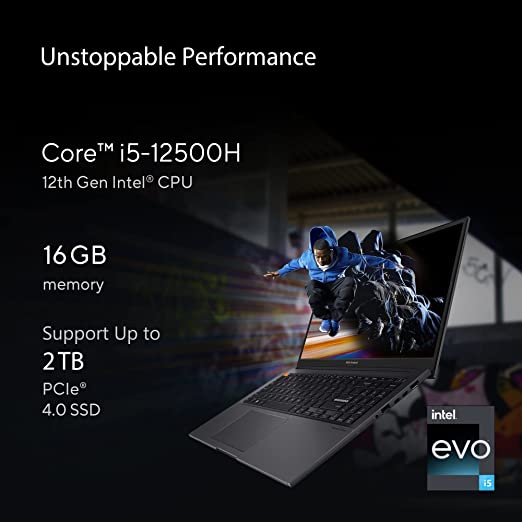 Unstoppable Performance
Core™ i5-12500H
12th Gen Intel® CPU
16GB
memory
Support Up to
2TB
PCIe®
4.0 SSD
intel.
evo
i5